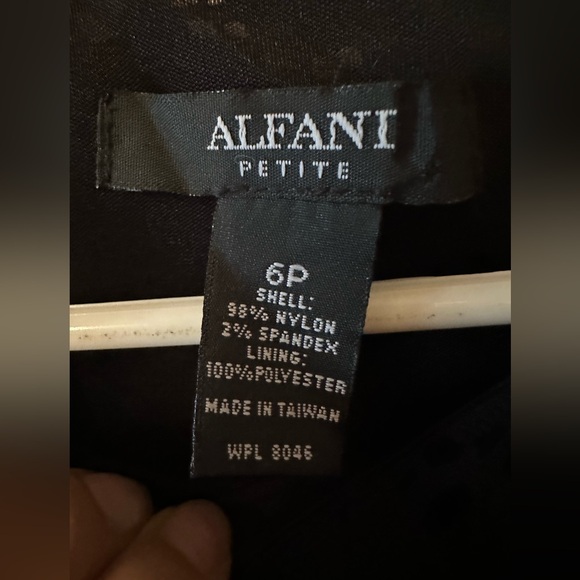 ALFANI
PETITE
6P
SHELL:
98% NYLON
2% SPANDEX
LINING:
100%POLYESTER
MADE IN TAIWAN
WPL 8046